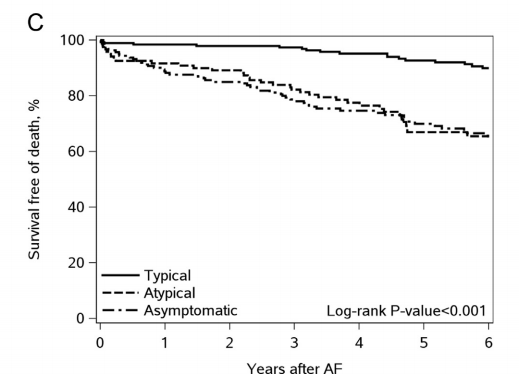 C
Survival free of death, %
100
80
60
40
20
0
Typical
Atypical
Asymptomatic
Log-rank P-value<0.001
0 1 2 3 4 5 6
Years after AF